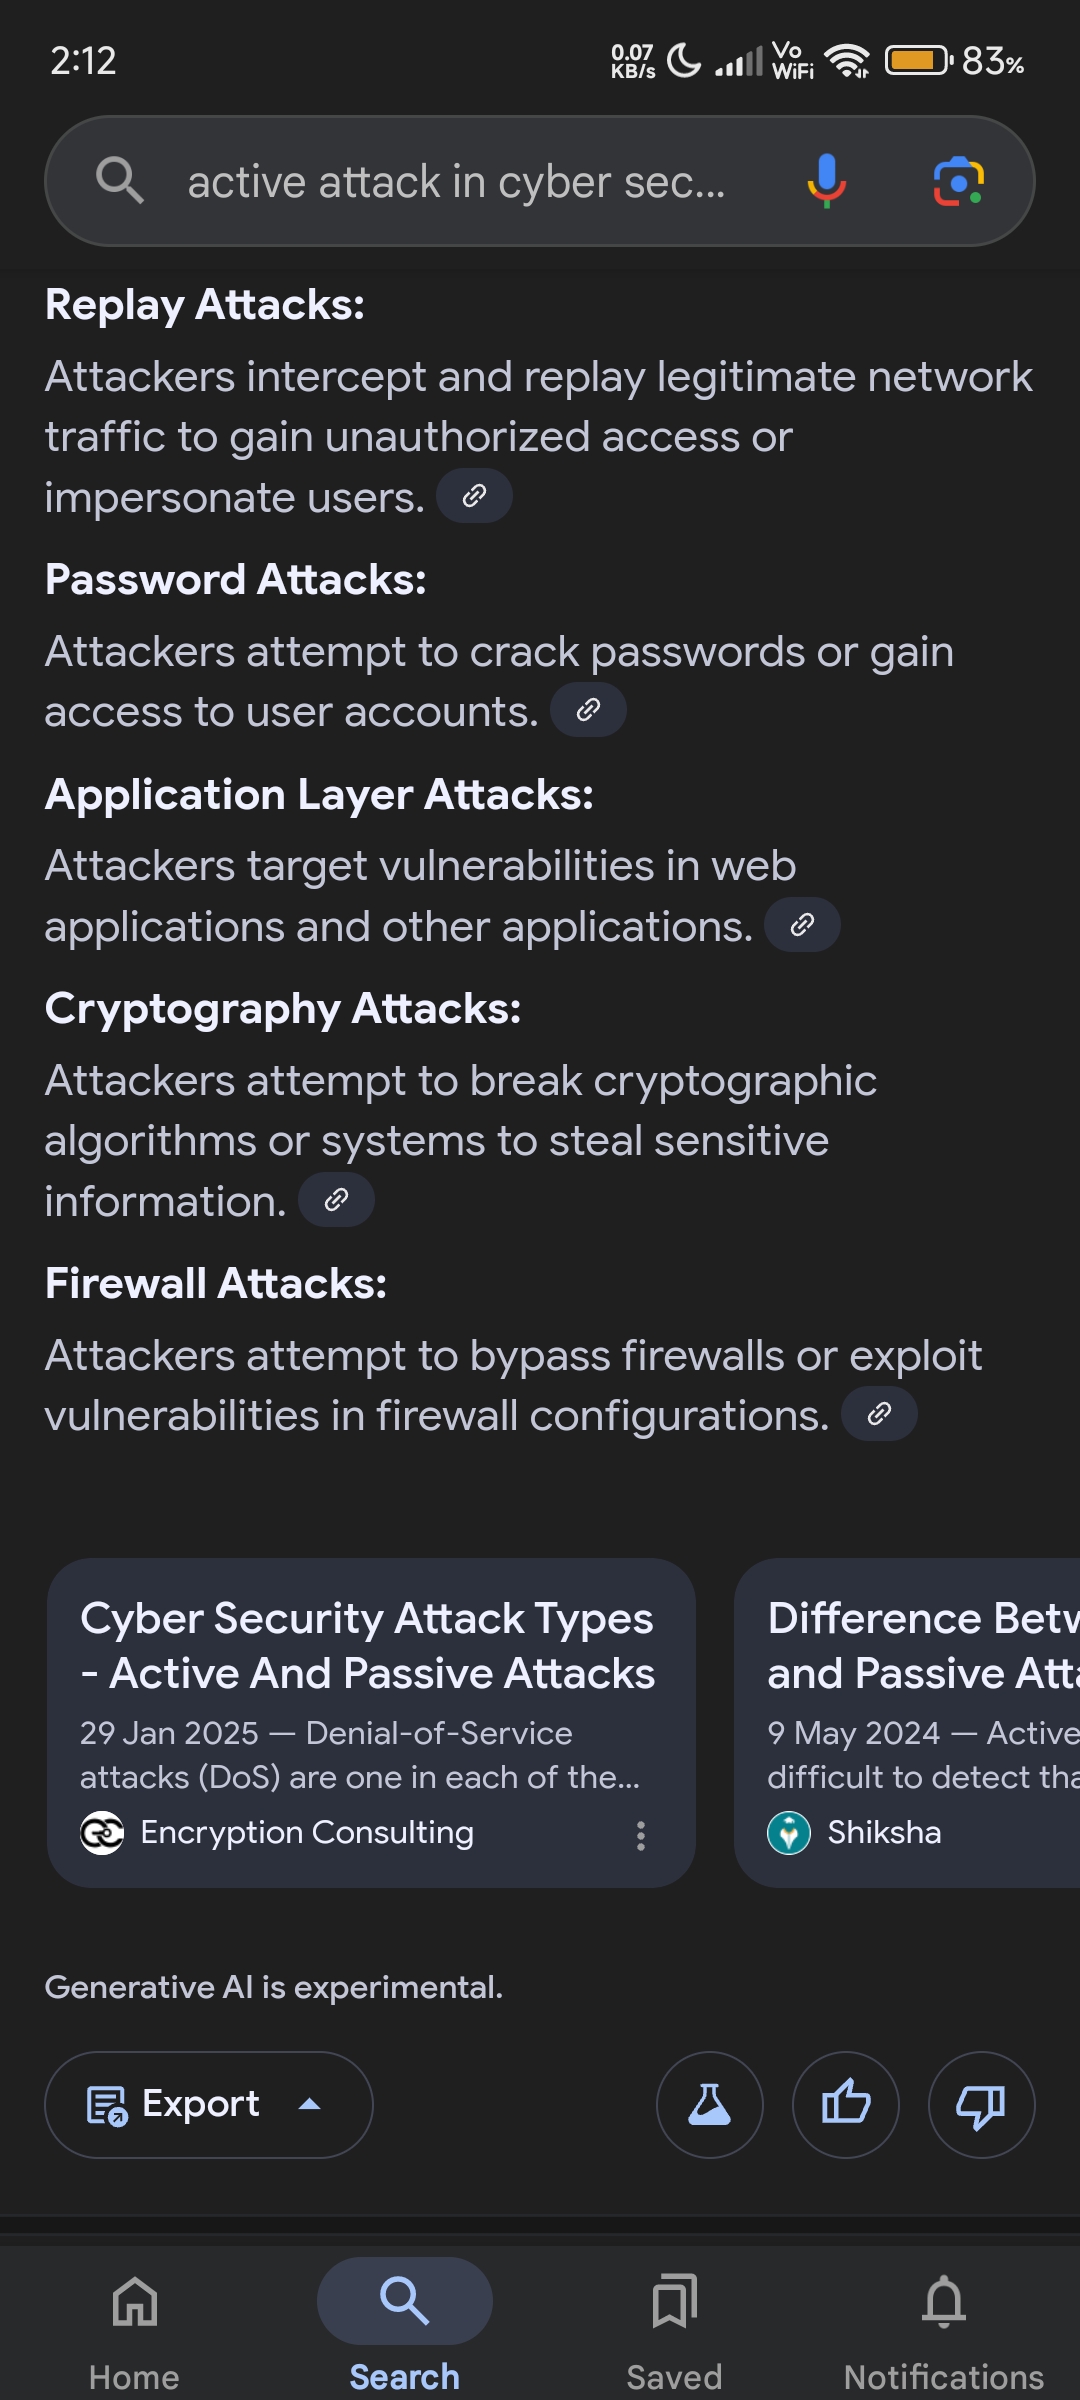 2:12
0.07
KB/s
Vo
WiFi
83%
active attack in cyber sec...
Replay Attacks:
Attackers intercept and replay legitimate network
traffic to gain unauthorized access or
impersonate users.
Password Attacks:
Attackers attempt to crack passwords or gain
access to user accounts.
Application Layer Attacks:
Attackers target vulnerabilities in web
applications and other applications.
Cryptography Attacks:
Attackers attempt to break cryptographic
algorithms or systems to steal sensitive
information.
Firewall Attacks:
Attackers attempt to bypass firewalls or exploit
vulnerabilities in firewall configurations.
Cyber Security Attack Types
- Active And Passive Attacks
29 Jan 2025 — Denial-of-Service
attacks (DoS) are one in each of the...
Encryption Consulting
Difference Betw
and Passive Atta
9 May 2024 — Active
difficult to detect tha
Shiksha
Generative AI is experimental.
Export
Home
Search
Saved
Notifications